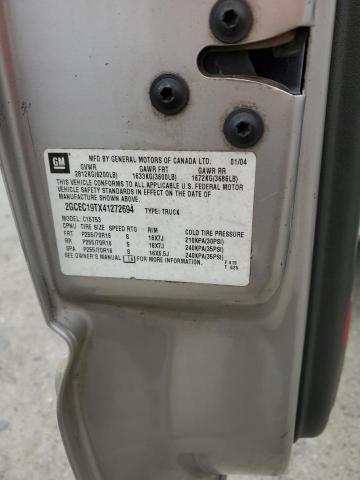 GM
MFD BY GENERAL MOTORS OF CANADA LTD. 01/04
GVWR GAWR FRT GAWR RR
2812KG(6200LB) 1633KG(3600LB) 1672KG(3686LB)
THIS VEHICLE CONFORMS TO ALL APPLICABLE U.S. FEDERAL MOTOR
VEHICLE SAFETY STANDARDS IN EFFECT ON THE DATE OF
MANUFACTURE SHOWN ABOVE.
2GCEC19TX41272694 TYPE: TRUCK
MODEL: C15753
CPNU TIRE SIZE SPEED RTG RIM COLD TIRE PRESSURE
FRT P255/70R16 S 16X7J 210KPA(30PSI)
RR P255/70R16 S 16X7J 240KPA(35PSI)
SPA P255/70R16 S 16X6.5J 240KPA(35PSI)
SEE OWNER'S MANUAL